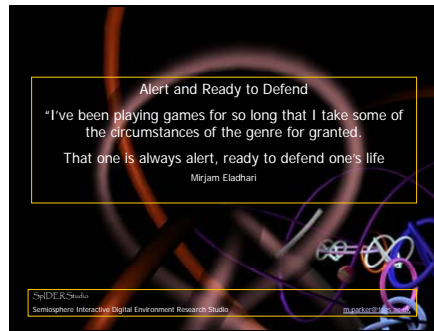 Alert and Ready to Defend
“I’ve been playing games for so long that I take some of
the circumstances of the genre for granted.
That one is always alert, ready to defend one’s life
Mirjam Eladhari
SpIDERStudio
Semiosphere Interactive Digital Environment Research Studio